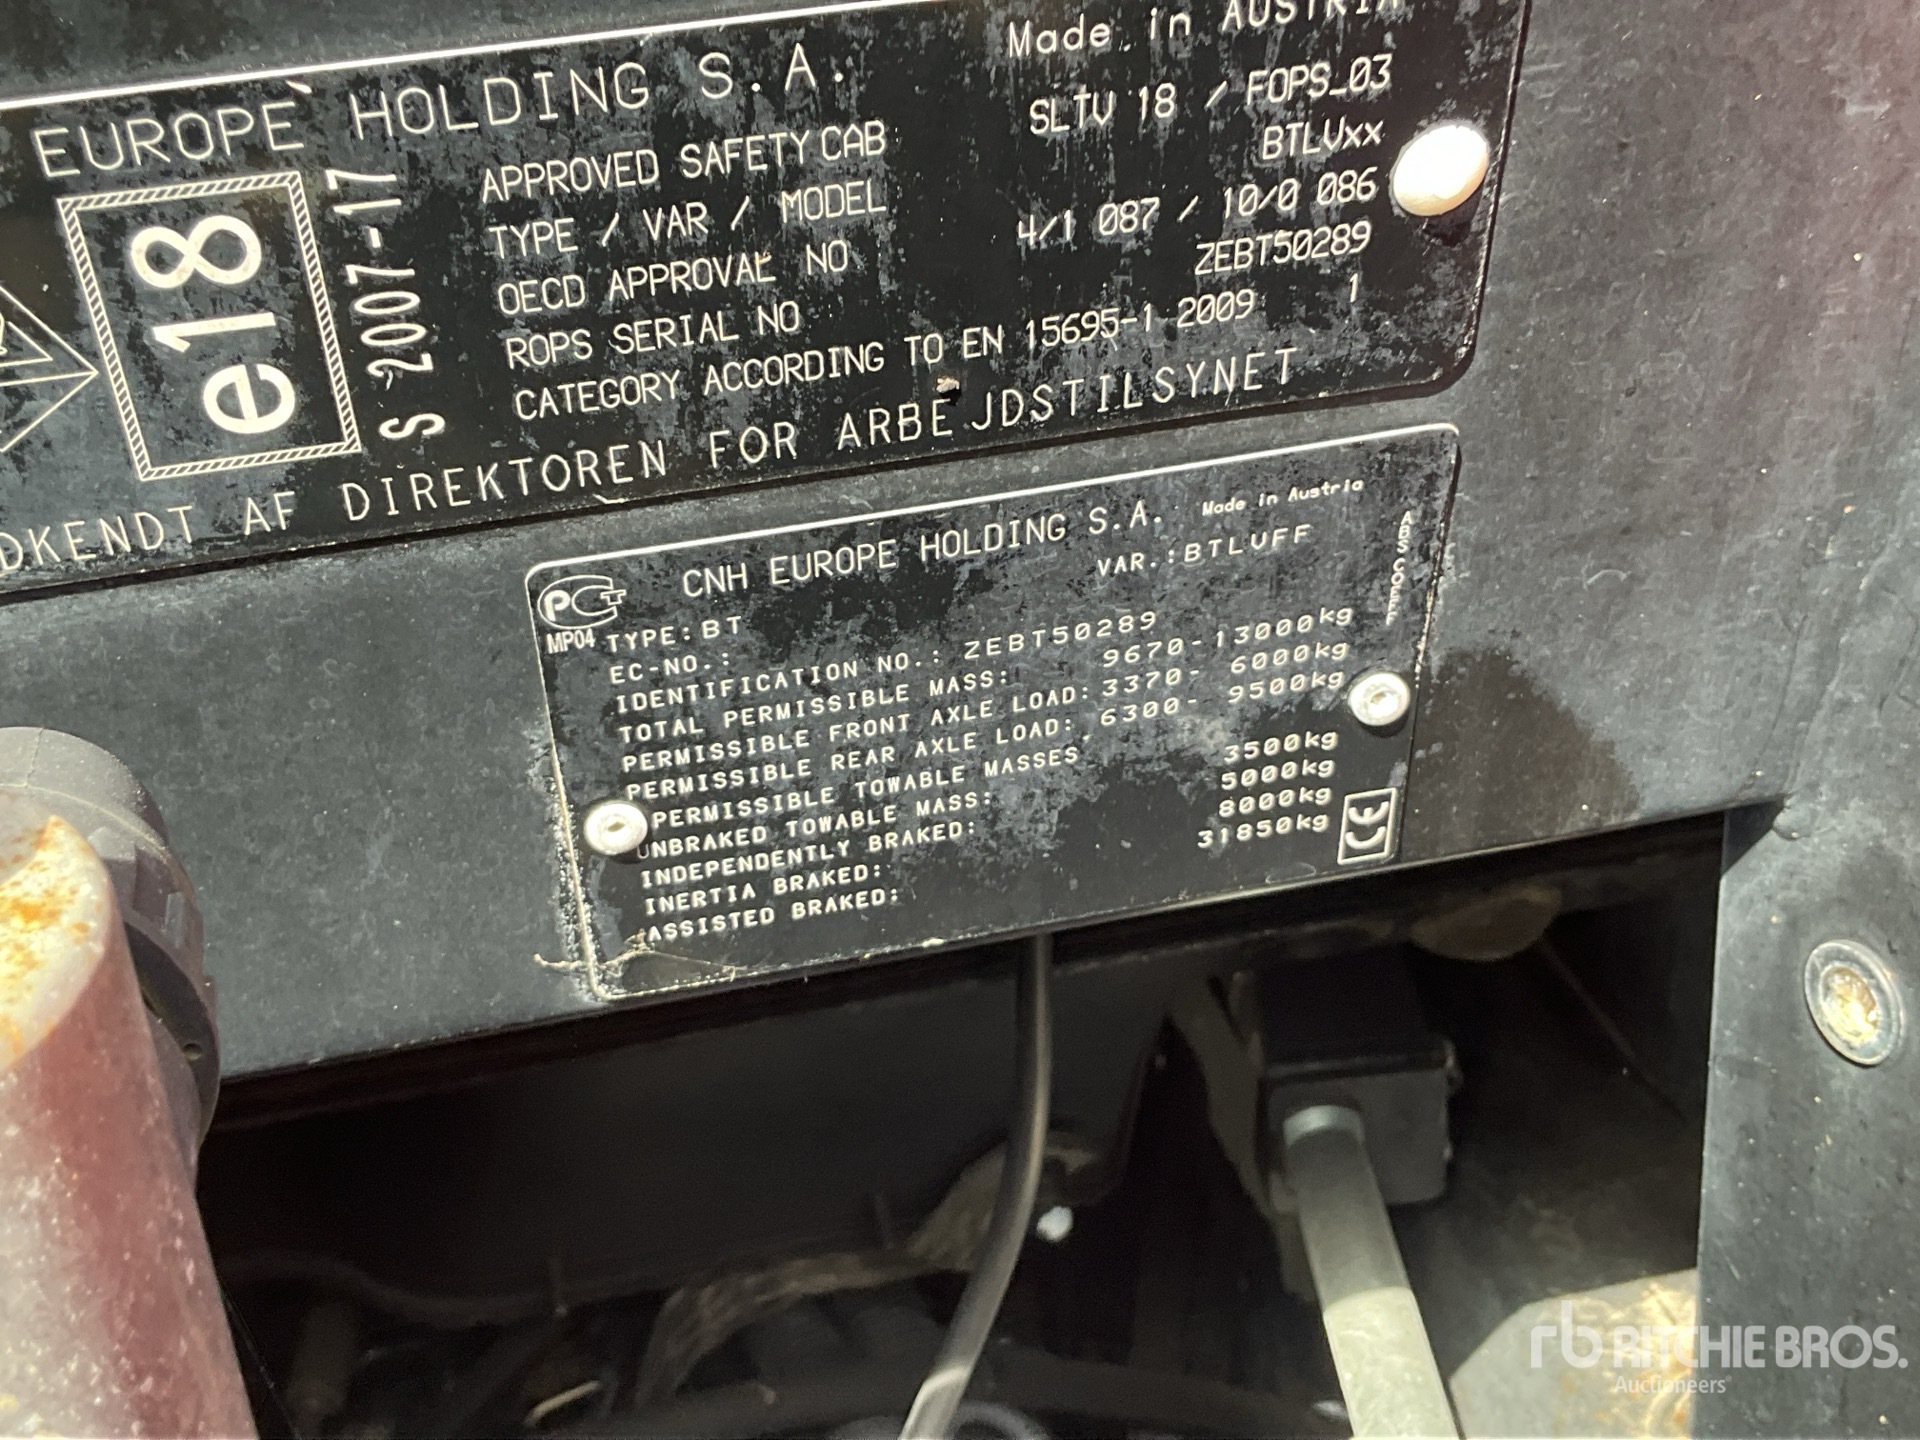 EUROPE HOLDING S.A.
Made in AUSTRIA
e18
S 2007-17
APPROVED SAFETY CAB SLTV 18 / FOPS_03
TYPE / VAR / MODEL BTLVxx
OECD APPROVAL NO 4/1 087 / 10/0 086
ROPS SERIAL NO ZEBT50289
CATEGORY ACCORDING TO EN 15695-1 2009 1
DKENDT AF DIREKTOREN FOR ARBEJDSTILSYNET
PCT
MP04
CNH EUROPE HOLDING S.A. Made in Austria
TYPE: BT VAR.: BTLVFF
EC-NO.:
IDENTIFICATION NO.: ZEBT50289
TOTAL PERMISSIBLE MASS: 9670-13000kg
PERMISSIBLE FRONT AXLE LOAD: 3370- 6000kg
PERMISSIBLE REAR AXLE LOAD: 6300- 9500kg
PERMISSIBLE TOWABLE MASSES
UNBRAKED TOWABLE MASS: 3500kg
INDEPENDENTLY BRAKED: 5000kg
INERTIA BRAKED: 8000kg
ASSISTED BRAKED: 31850kg
CE
rb RITCHIE BROS.
Auctioneers